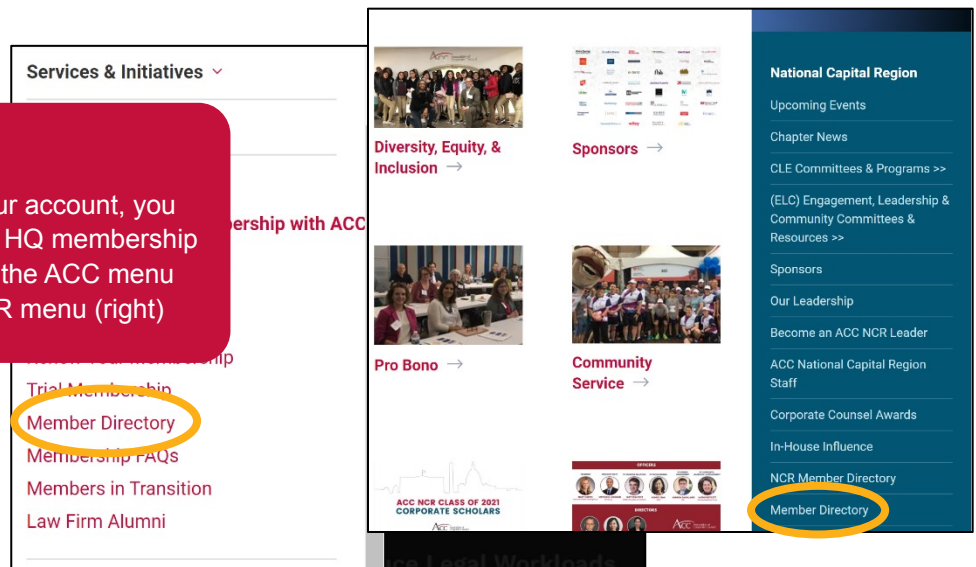 Services & Initiatives
ur account, you
HQ membership
the ACC menu
R menu (right)
ership with ACC
Trial Membership
Member Directory
Membership FAQs
Members in Transition
Law Firm Alumni
Diversity, Equity, &
Inclusion →
Sponsors →
Pro Bono →
Community
Service →
ACC NCR CLASS OF 2021
CORPORATE SCHOLARS
OFFICERS
DIRECTORS
National Capital Region
Upcoming Events
Chapter News
CLE Committees & Programs >>
(ELC) Engagement, Leadership &
Community Committees &
Resources >>
Sponsors
Our Leadership
Become an ACC NCR Leader
ACC National Capital Region
Staff
Corporate Counsel Awards
In-House Influence
NCR Member Directory
Member Directory
Legal Workloads